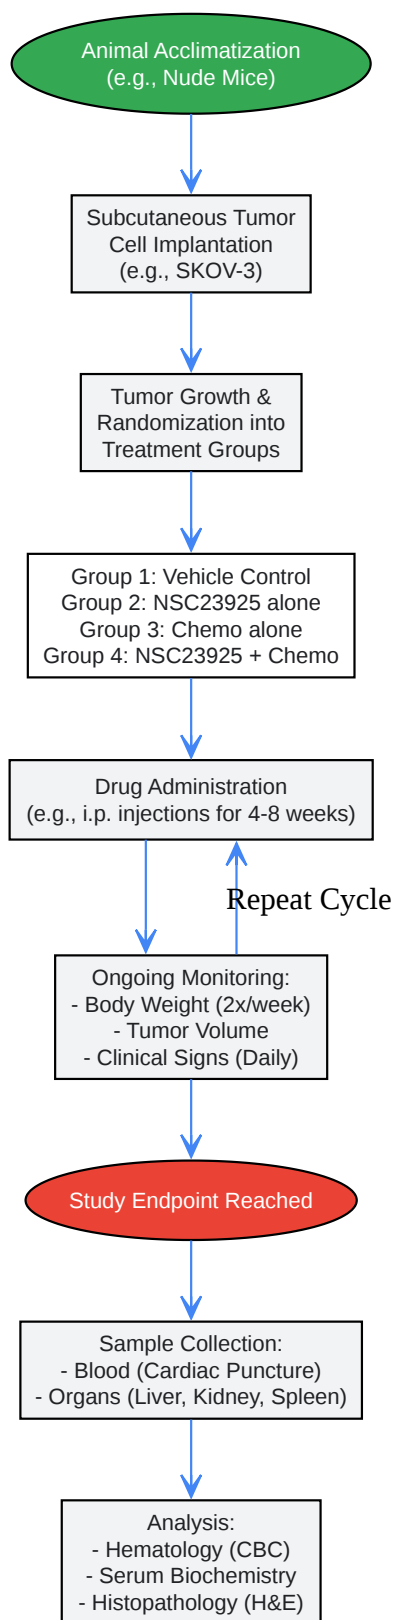 Animal Acclimatization
(e.g., Nude Mice)
Subcutaneous Tumor
Cell Implantation
(e.g., SKOV-3)
Tumor Growth &
Randomization into
Treatment Groups
Group 1: Vehicle Control
Group 2: NSC23925 alone
Group 3: Chemo alone
Group 4: NSC23925 + Chemo
Drug Administration
(e.g., i.p. injections for 4-8 weeks)
Repeat Cycle
Ongoing Monitoring:
- Body Weight (2x/week)
- Tumor Volume
- Clinical Signs (Daily)
Study Endpoint Reached
Sample Collection:
- Blood (Cardiac Puncture)
- Organs (Liver, Kidney, Spleen)
Analysis:
- Hematology (CBC)
- Serum Biochemistry
- Histopathology (H&E)